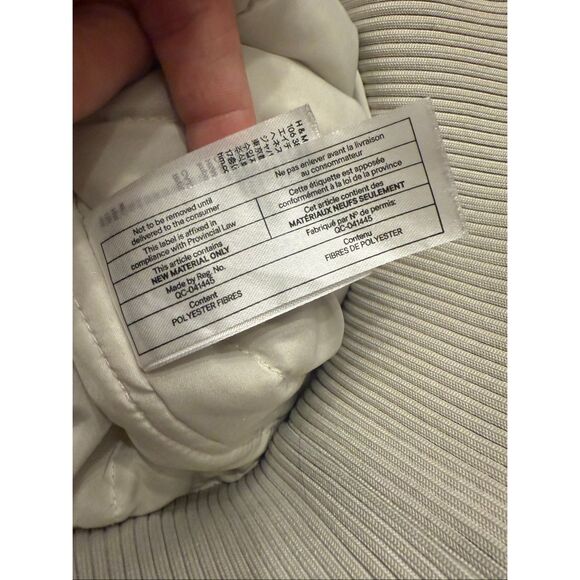 Not to be removed until
delivered to the consumer
This label is affixed in
compliance with Provincial Law
This article contains
NEW MATERIAL ONLY
Made by Reg. No.
QC-041445
Content
POLYESTER FIBRES
Ne pas enlever avant la livraison
au consommateur
Cette étiquette est apposée
conformément à la loi de la province
Cet article contient des
MATÉRIAUX NEUFS SEULEMENT
Fabriqué par N° de permis:
QC-041445
Contenu
FIBRES DE POLYESTER
H & M